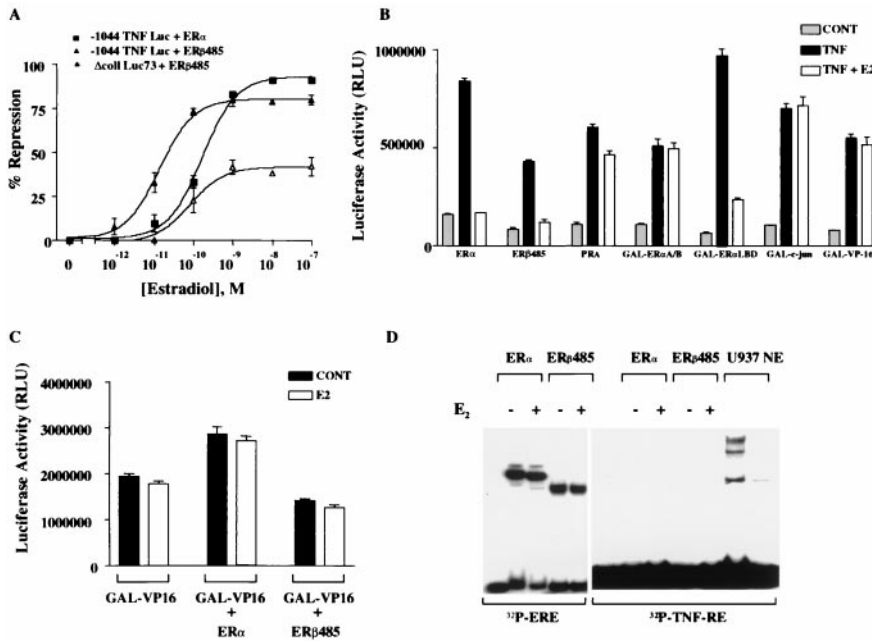 A
-1044 TNF Luc + ERα
-1044 TNF Luc + ERβ485
Δcoll Luc73 + ERβ485
% Repression
100
75
50
25
0
0
10^-12
10^-11
10^-10
10^-9
10^-8
10^-7
[Estradiol], M
B
CONT
TNF
TNF + E2
Luciferase Activity (RLU)
1000000
500000
0
ERα
ERβ485
PRA
GAL-ERαA/B
GAL-ERαLBD
GAL-c-jun
GAL-VP-16
C
CONT
E2
Luciferase Activity (RLU)
4000000
3000000
2000000
1000000
0
GAL-VP16
GAL-VP16
+
ERα
GAL-VP16
+
ERβ485
D
ERα ERβ485 ERα ERβ485 U937 NE
E2 - + - + - + - +
32P-ERE 32P-TNF-RE